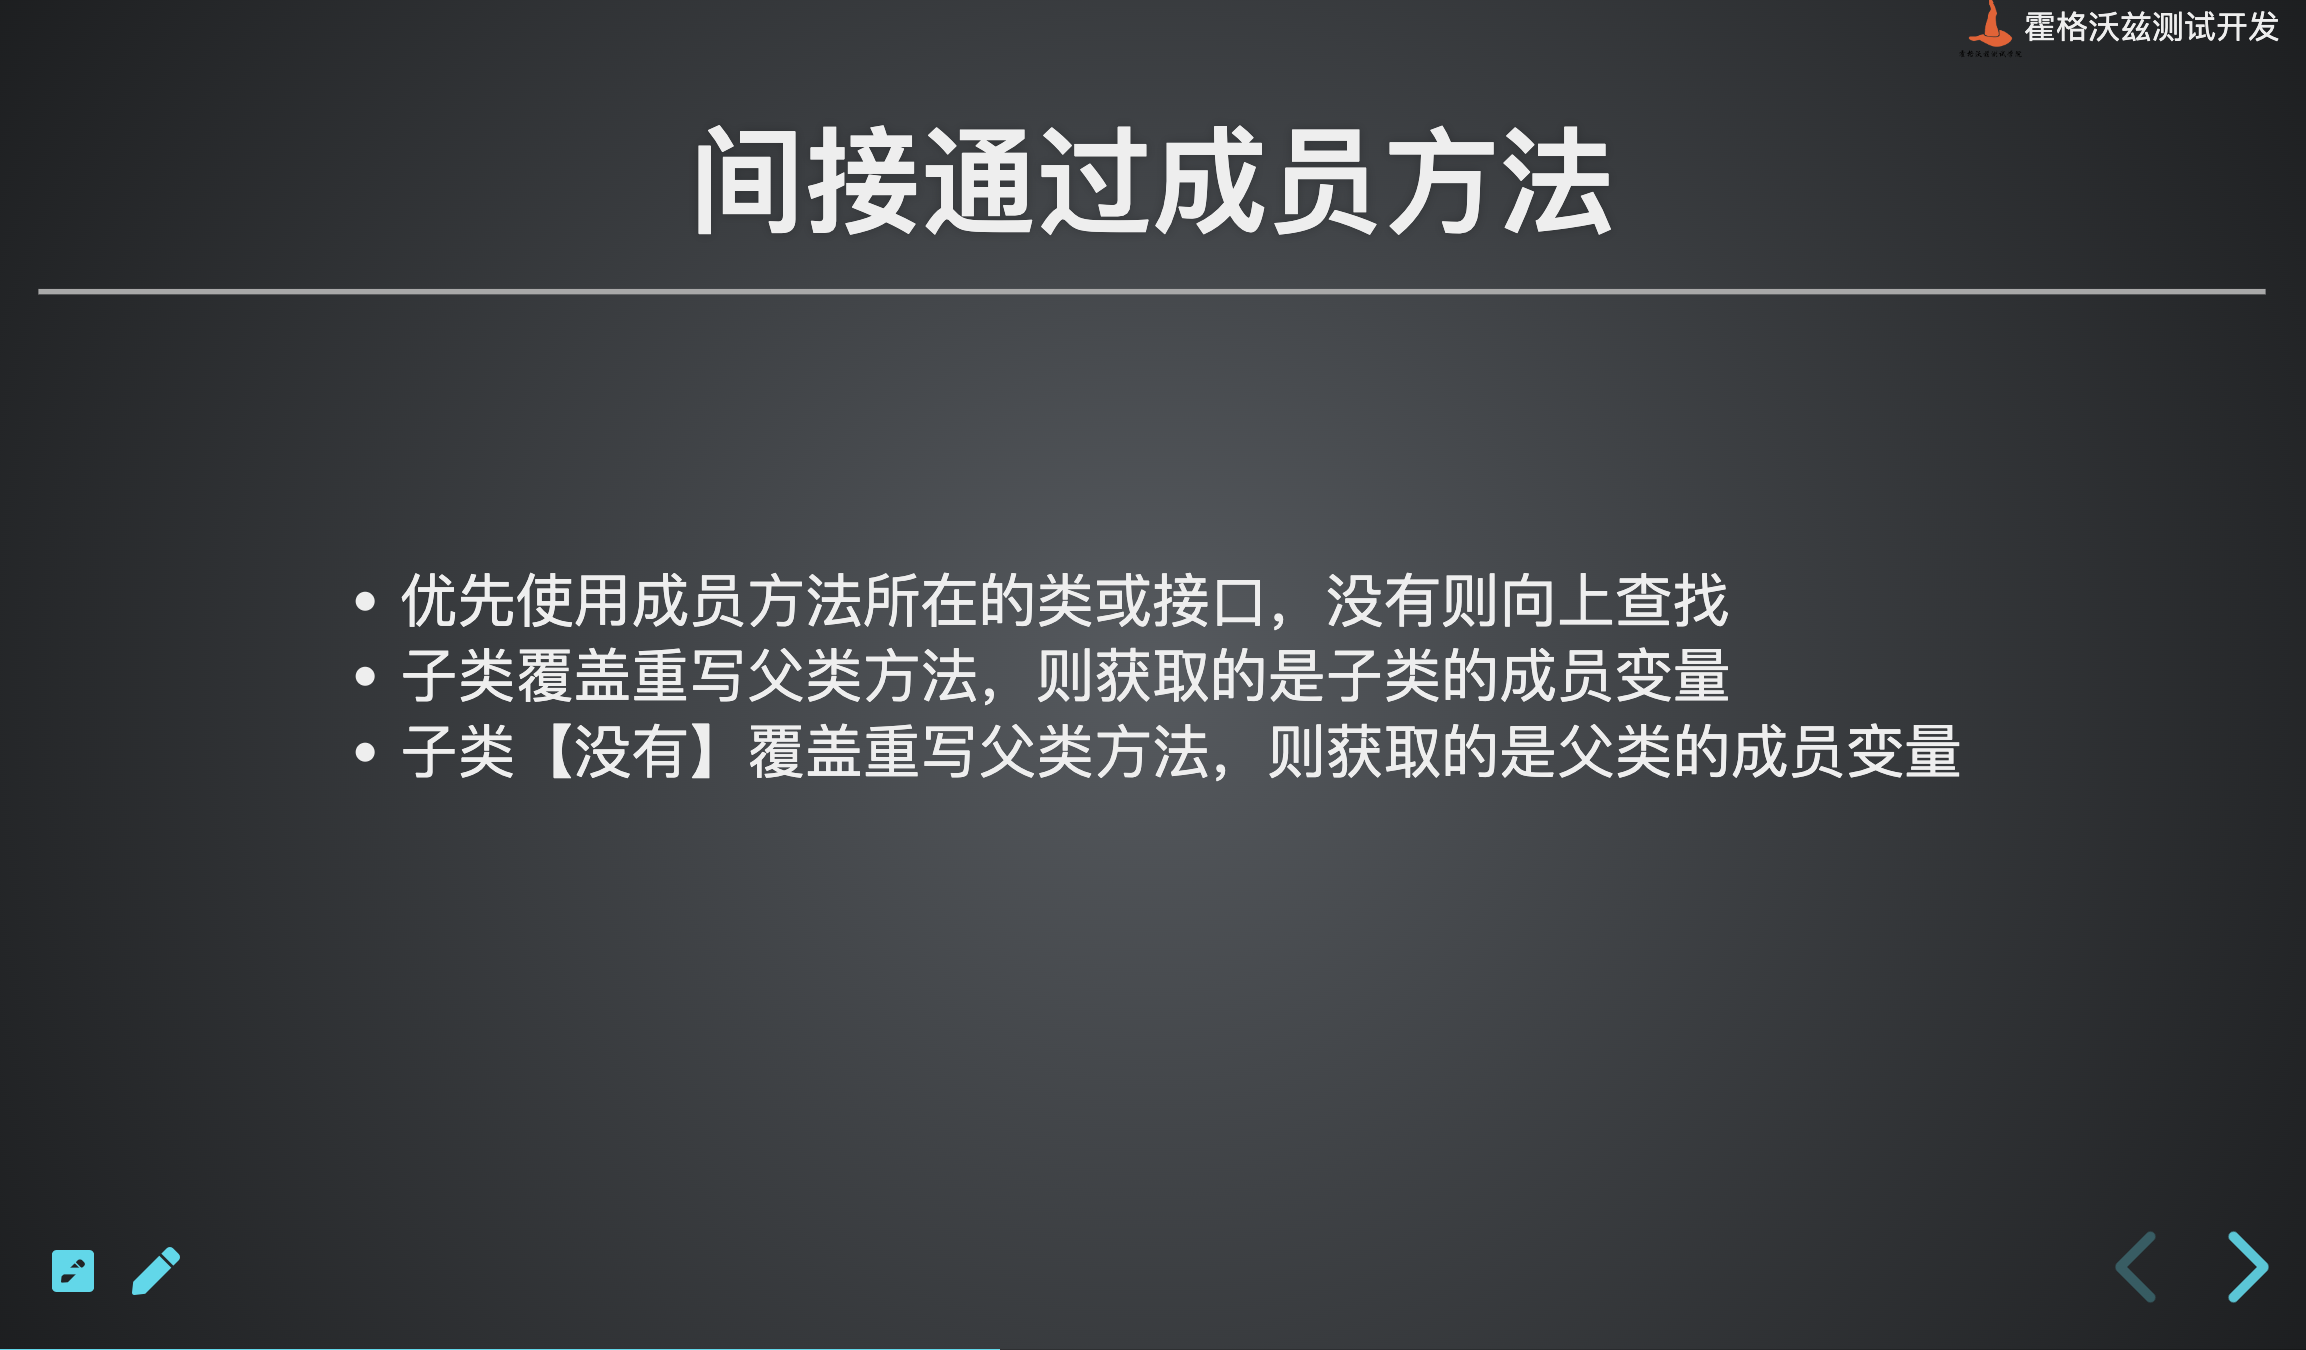 霍格沃兹测试开发
间接通过成员方法
优先使用成员方法所在的类或接口，没有则向上查找
子类覆盖重写父类方法，则获取的是子类的成员变量
子类【没有】覆盖重写父类方法，则获取的是父类的成员变量